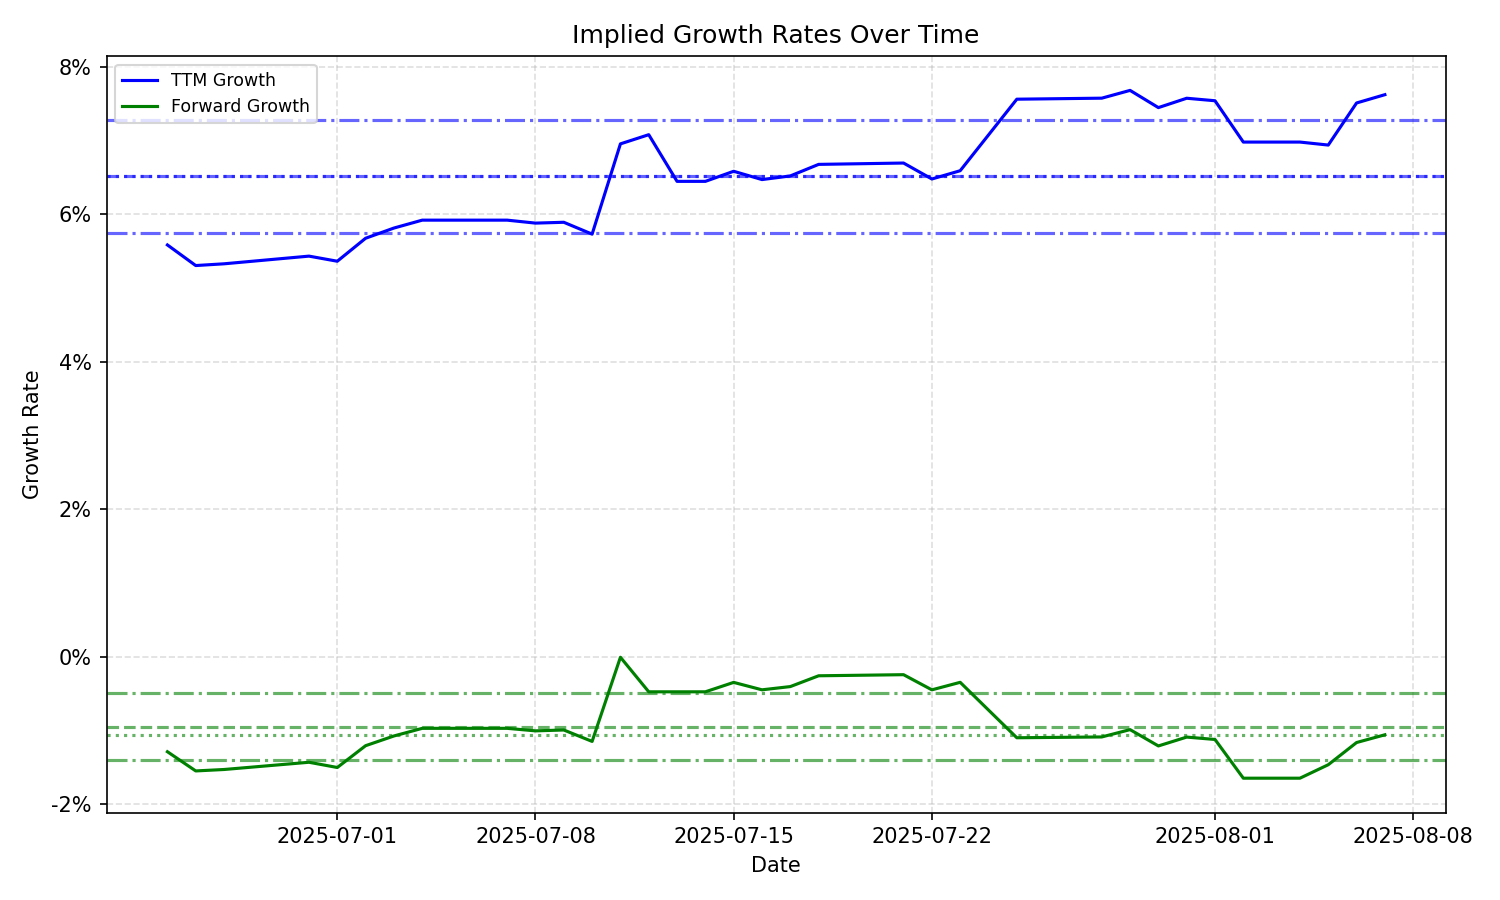 Implied Growth Rates Over Time
TTM Growth
Forward Growth
8%
6%
4%
2%
0%
-2%
Growth Rate
2025-07-01
2025-07-08
2025-07-15
2025-07-22
2025-08-01
2025-08-08
Date